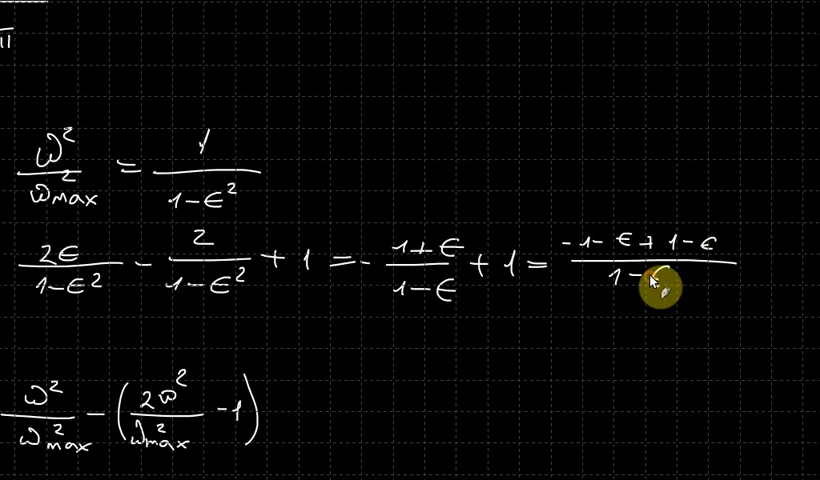 π
ω²/ω²max = 1/(1-ϵ²)
2ϵ/(1-ϵ²) - 2/(1-ϵ²) + 1 = - (1+ϵ)/(1-ϵ) + 1 = (-1-ϵ+1-ϵ)/(1-ϵ
ω²/ω²max - (2ω²/ω²max - 1)